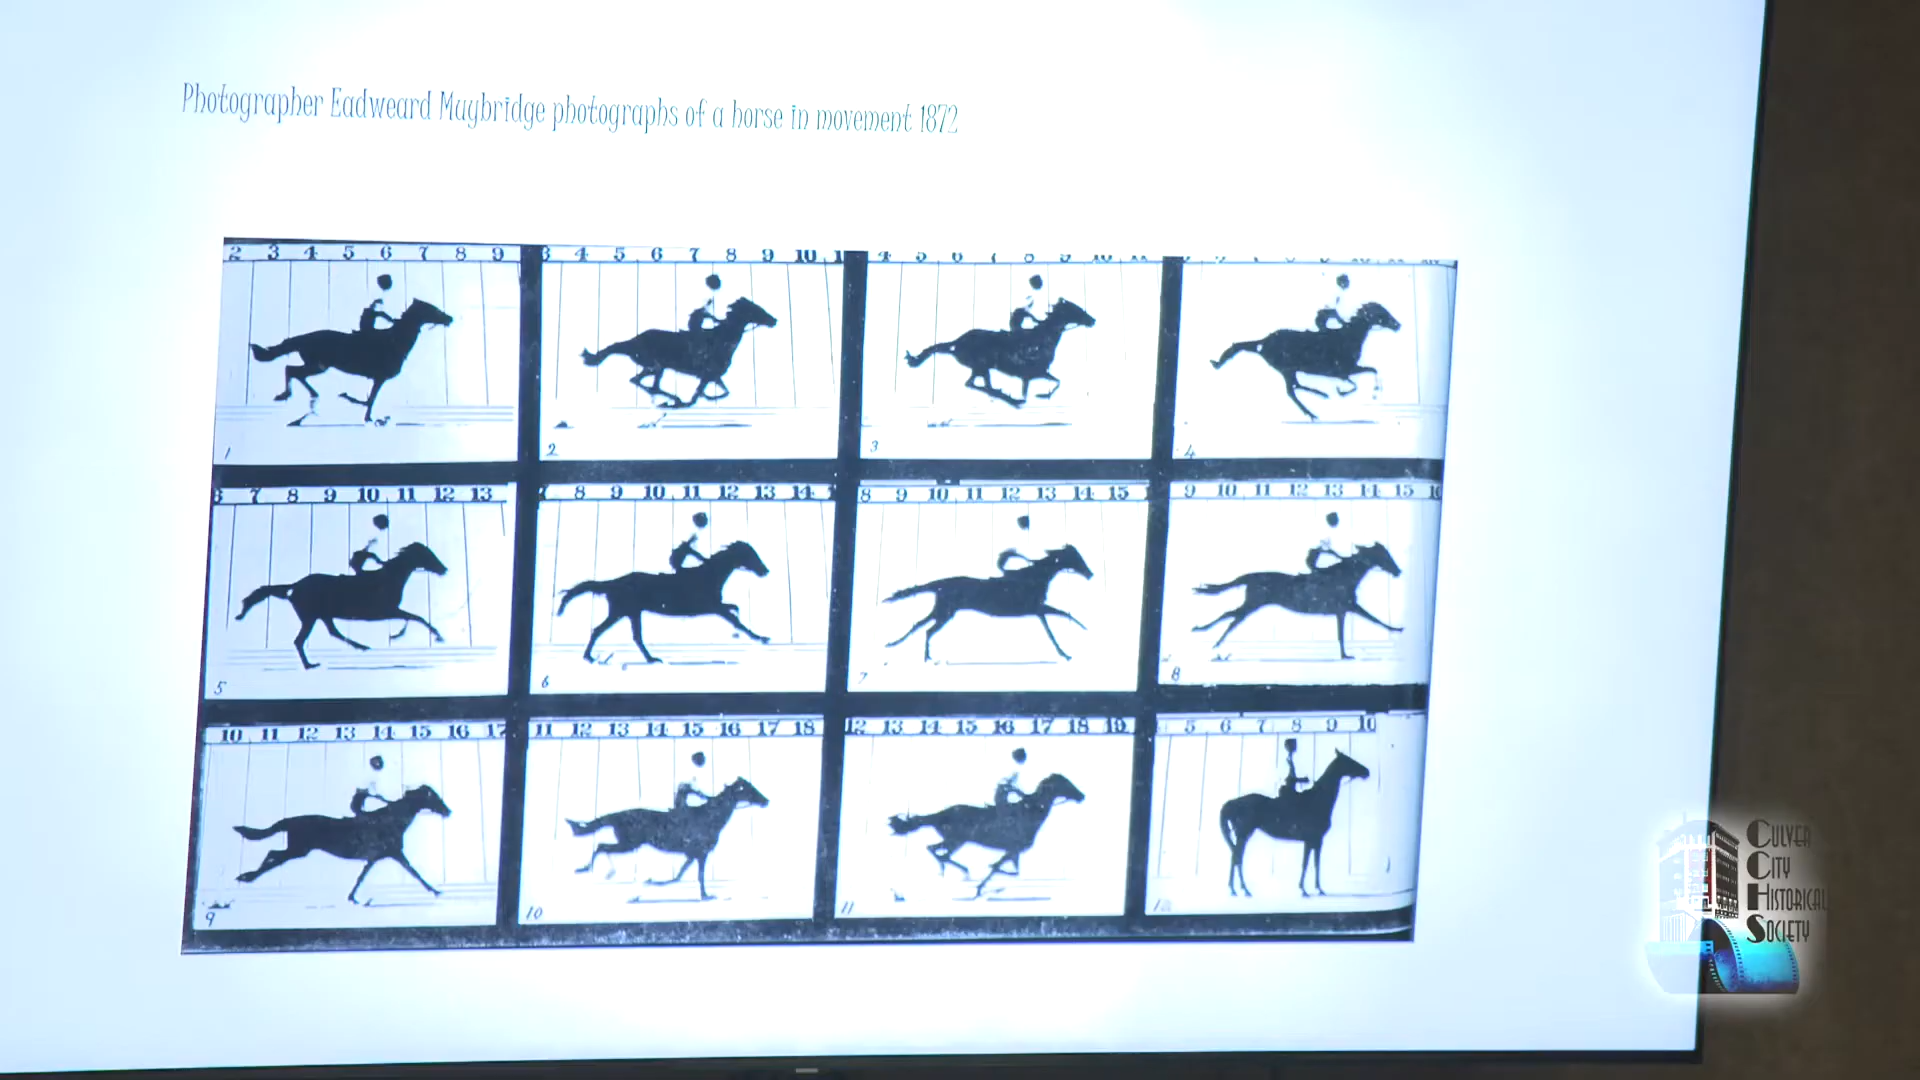 Photographer Eadweard Muybridge photographs of a horse in movement 1872
2 3 4 5 6 7 8 9
3 4 5 6 7 8 9 10 1
1
2
3
4
6 7 8 9 10 11 12 13
7 8 9 10 11 12 13 14
8 9 10 11 12 13 14 15
9 10 11 12 13 14 15 16
5
6
7
8
10 11 12 13 14 15 16 17
11 12 13 14 15 16 17 18
12 13 14 15 16 17 18 19
5 6 7 8 9 10
9
10
11
12
CULVER
CITY
HISTORICAL
SOCIETY